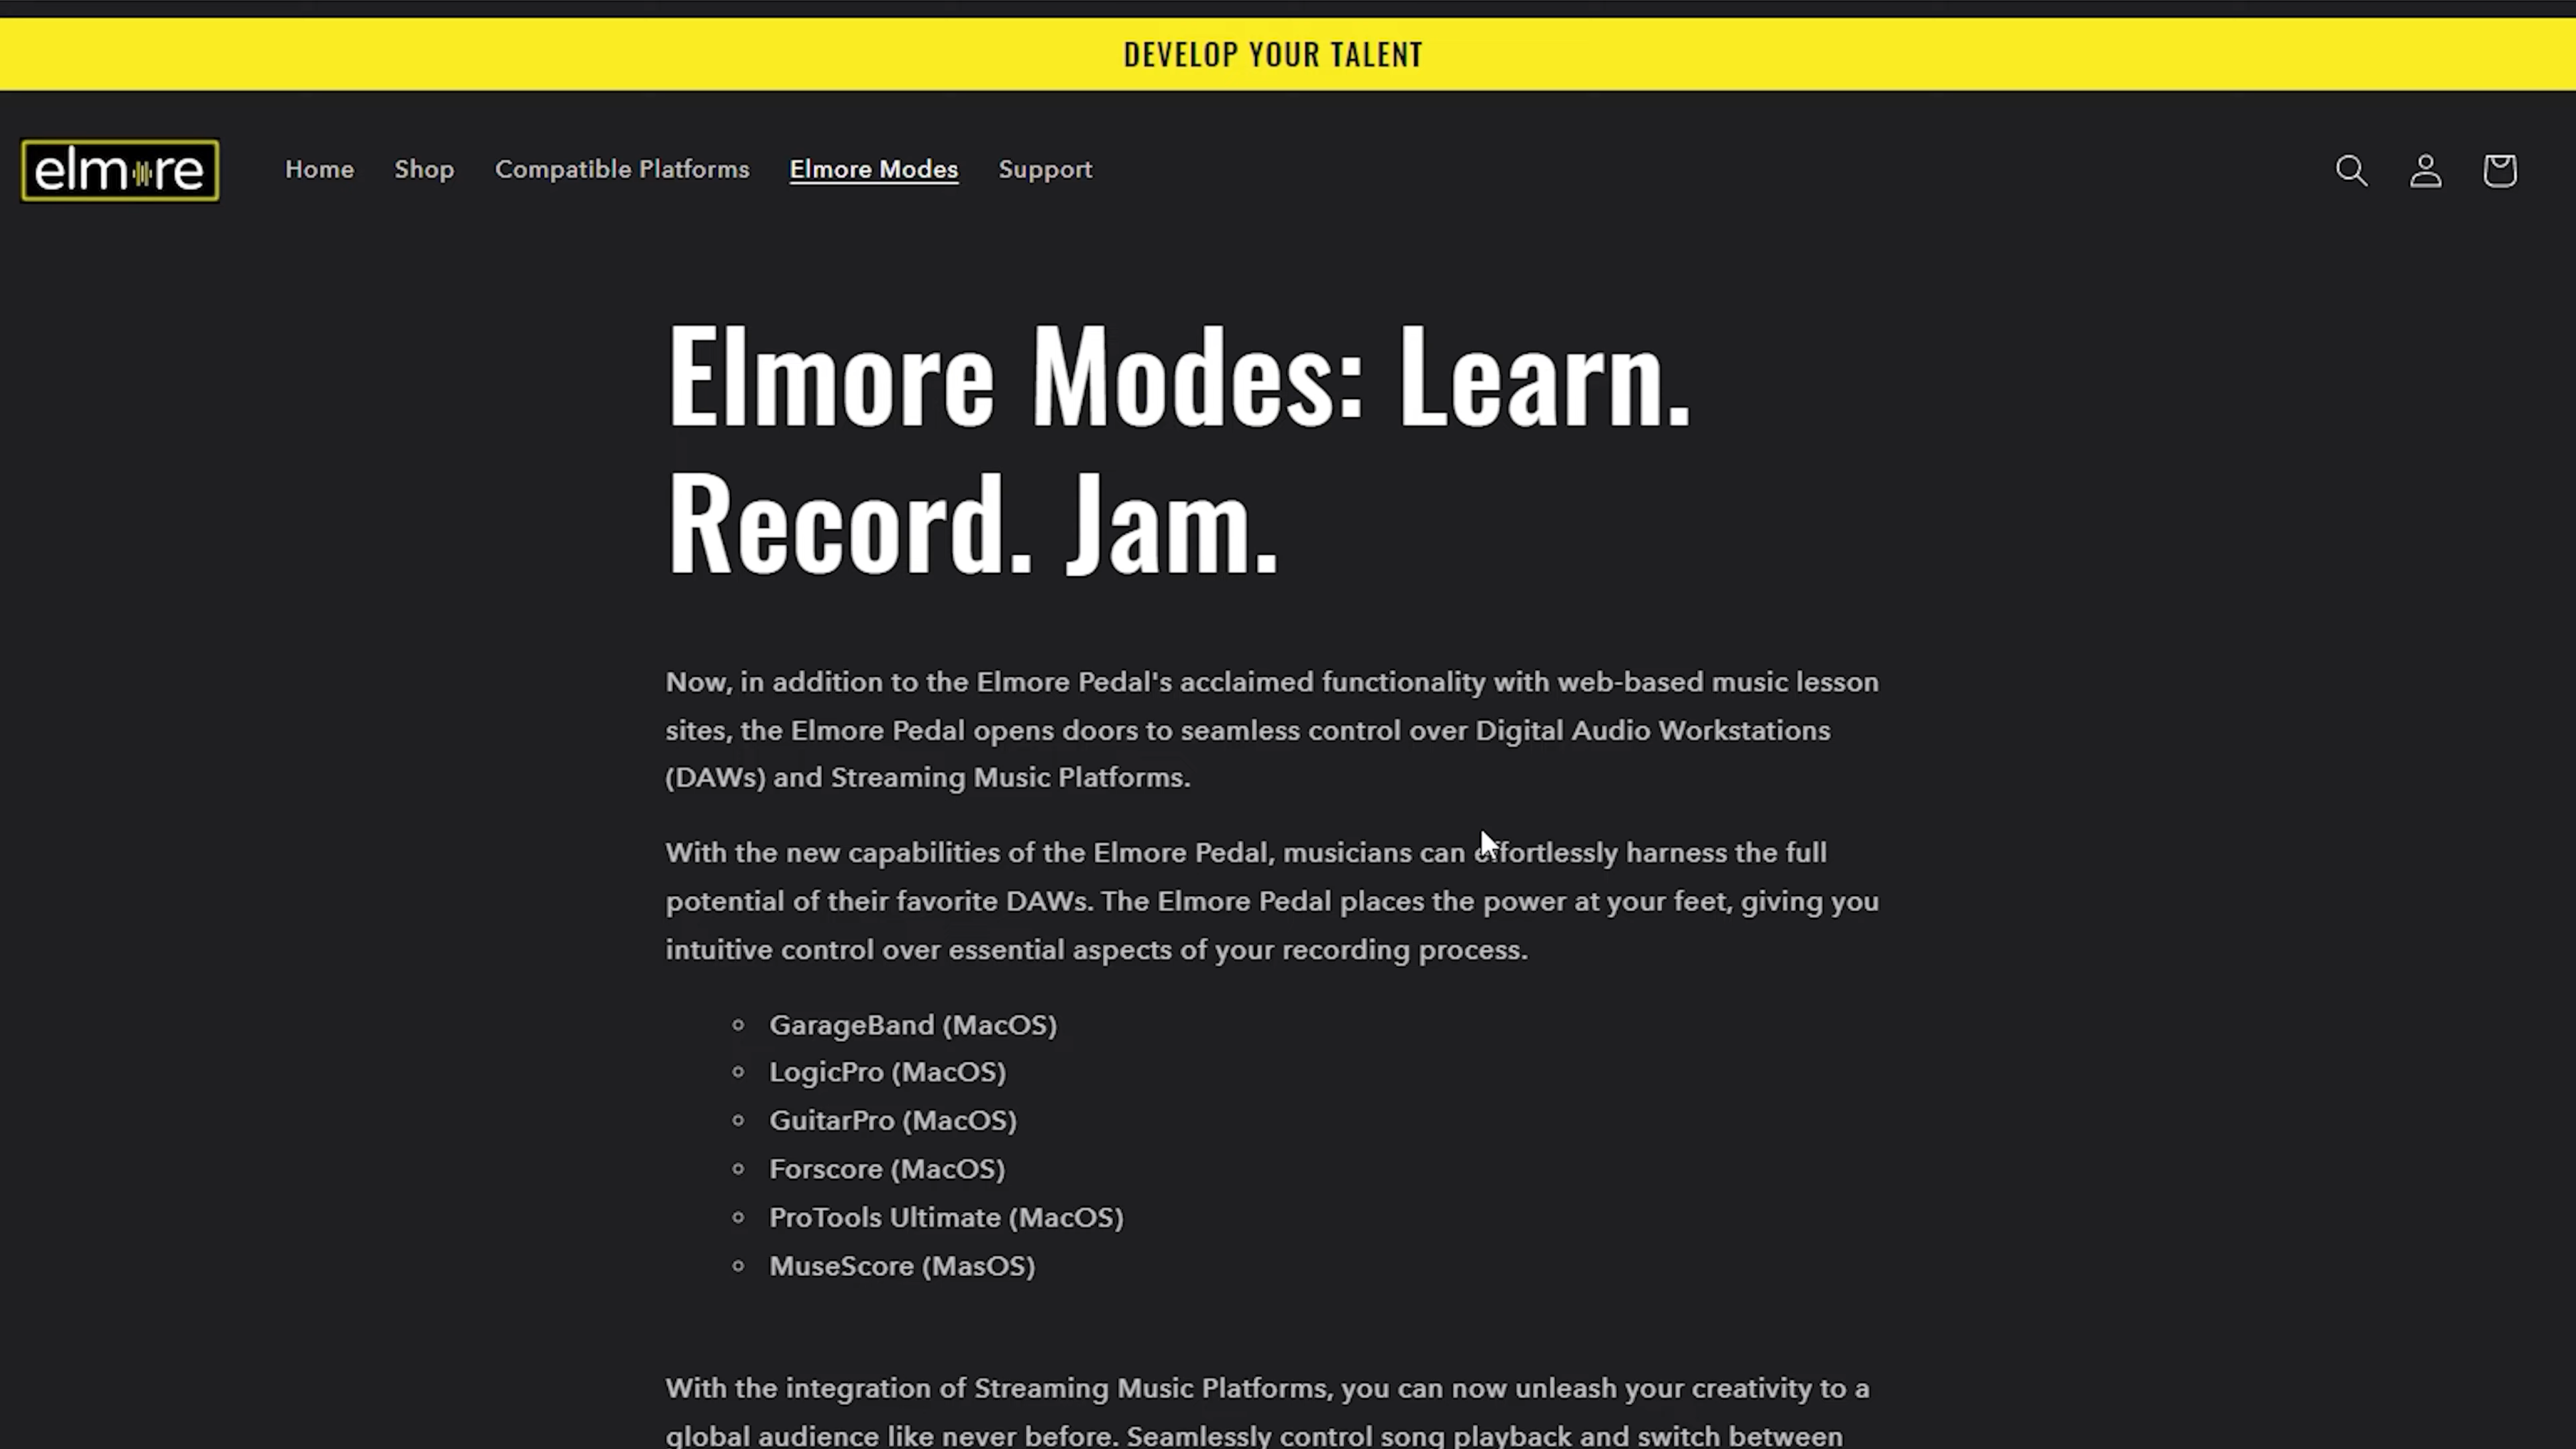 DEVELOP YOUR TALENT
elmore
Home Shop Compatible Platforms Elmore Modes Support
Elmore Modes: Learn.
Record. Jam.
Now, in addition to the Elmore Pedal's acclaimed functionality with web-based music lesson
sites, the Elmore Pedal opens doors to seamless control over Digital Audio Workstations
(DAWs) and Streaming Music Platforms.
With the new capabilities of the Elmore Pedal, musicians can effortlessly harness the full
potential of their favorite DAWs. The Elmore Pedal places the power at your feet, giving you
intuitive control over essential aspects of your recording process.
GarageBand (MacOS)
LogicPro (MacOS)
GuitarPro (MacOS)
Forscore (MacOS)
ProTools Ultimate (MacOS)
MuseScore (MasOS)
With the integration of Streaming Music Platforms, you can now unleash your creativity to a
global audience like never before. Seamlessly control song playback and switch between